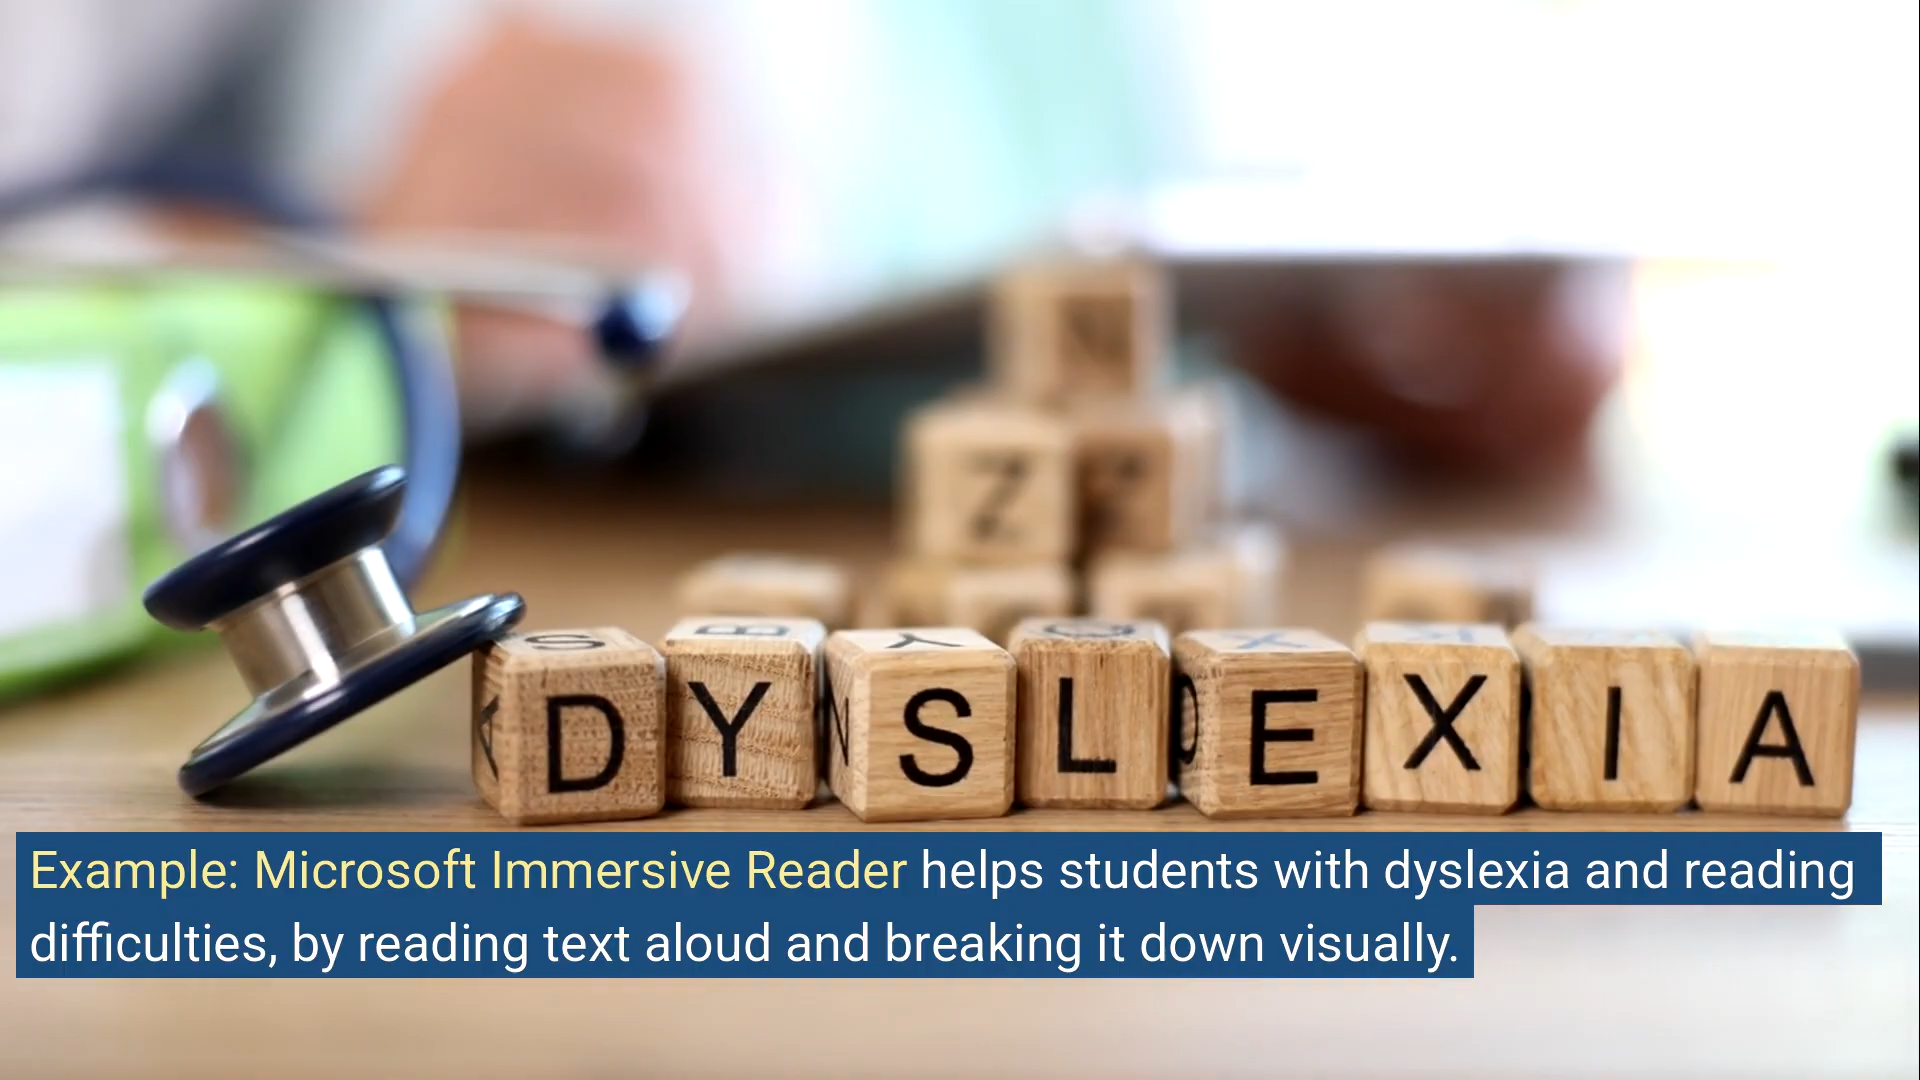 N
Z
S B Y
A D Y N S L E X I A
Example: Microsoft Immersive Reader helps students with dyslexia and reading
difficulties, by reading text aloud and breaking it down visually.